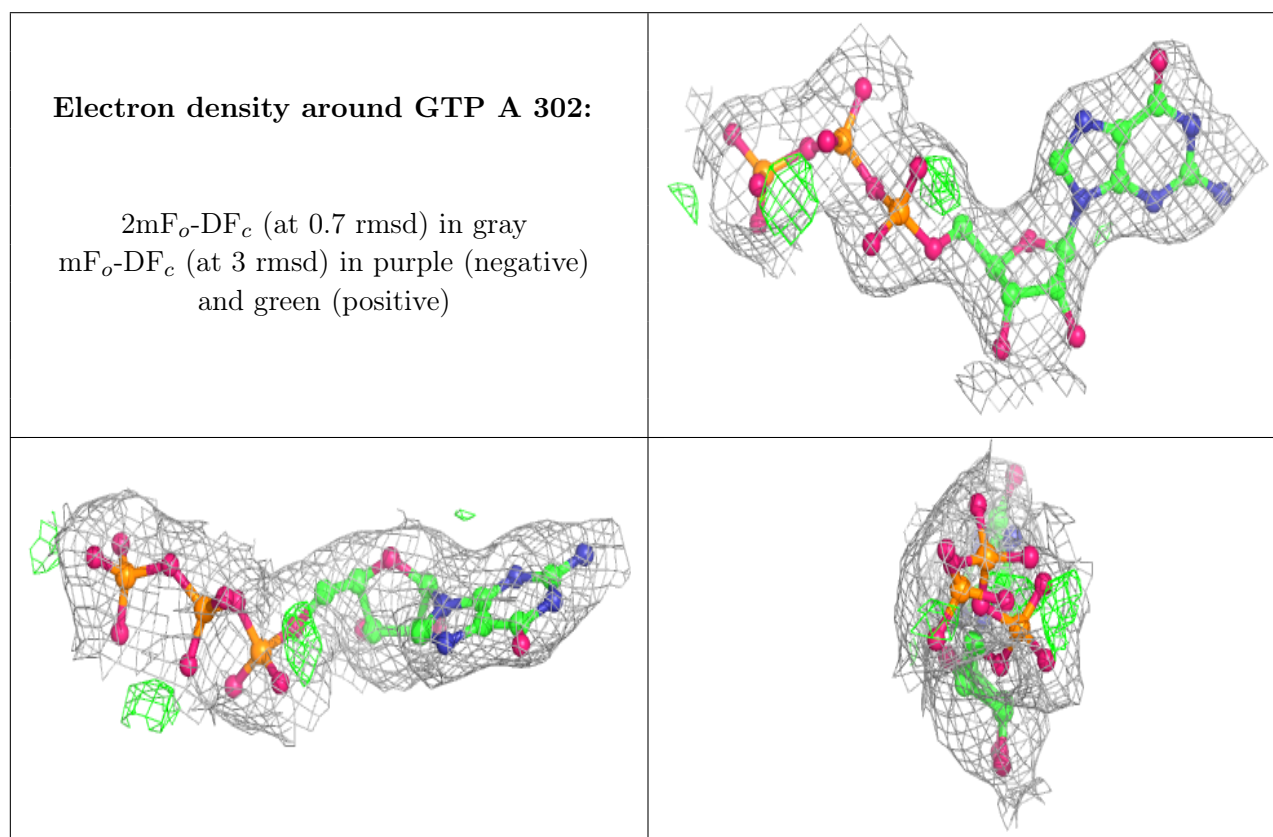 Electron density around GTP A 302:
2mFo-DFc (at 0.7 rmsd) in gray
mFo-DFc (at 3 rmsd) in purple (negative)
and green (positive)